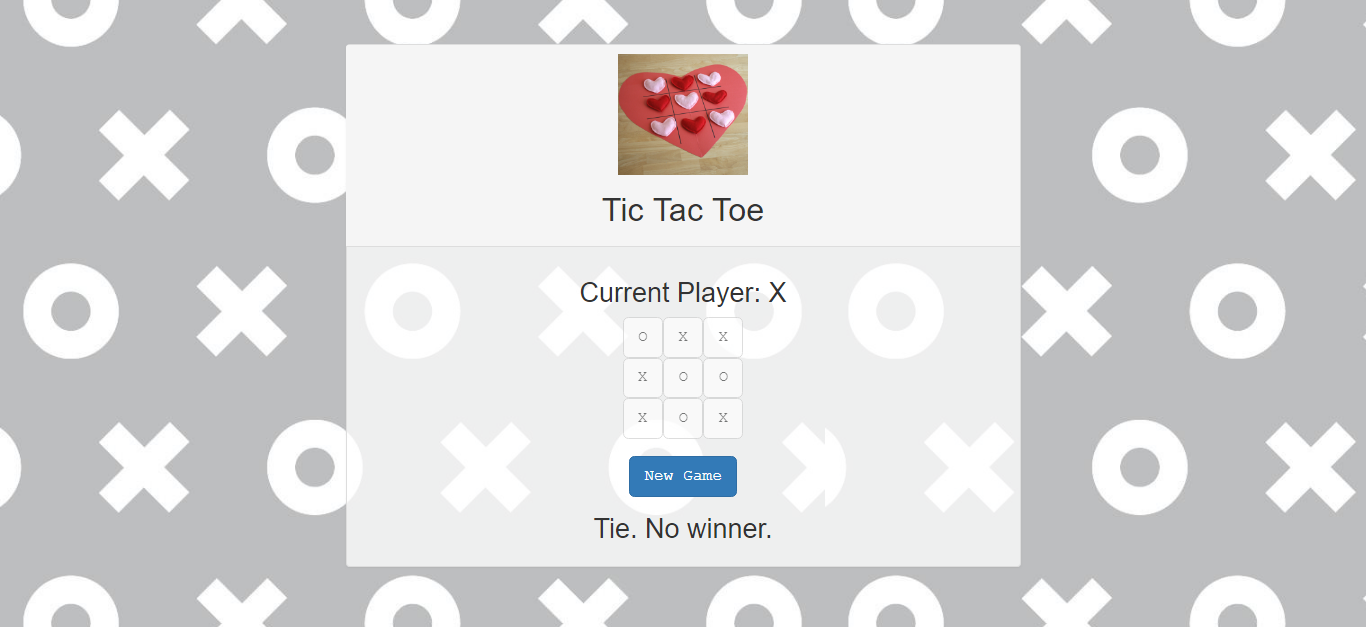 Tic Tac Toe
Current Player: X
O X X
X O O
X O X
New Game
Tie. No winner.